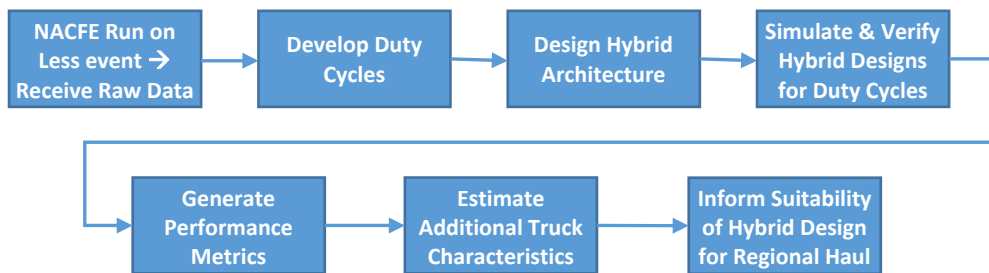 NACFE Run on
Less event →
Receive Raw Data
Develop Duty
Cycles
Design Hybrid
Architecture
Simulate & Verify
Hybrid Designs
for Duty Cycles
Generate
Performance
Metrics
Estimate
Additional Truck
Characteristics
Inform Suitability
of Hybrid Design
for Regional Haul